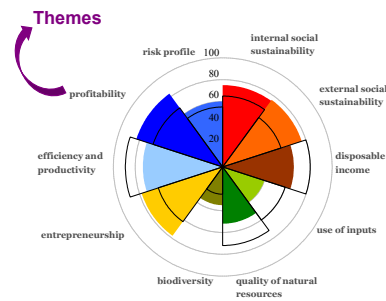 Themes
internal social
sustainability
external social
sustainability
disposable
income
use of inputs
quality of natural
resources
biodiversity
entrepreneurship
efficiency and
productivity
profitability
risk profile
100
80
60
40
20